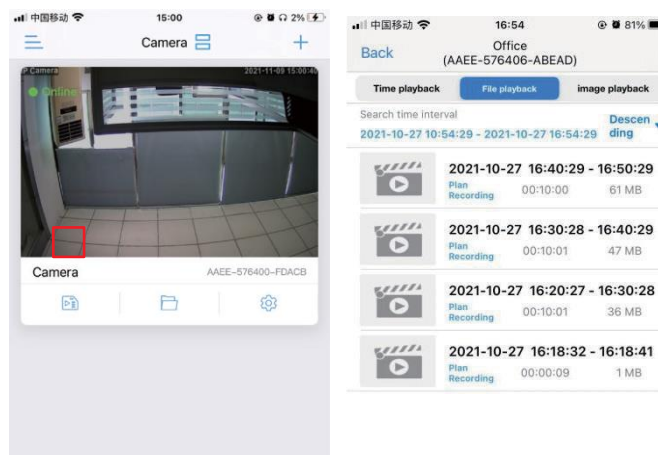 中国移动 15:00 2%
Camera
IP Camera 2021-11-09 15:00:40
Online
Camera AAEE-576400-FDACB
中国移动 16:54 81%
Back Office
(AAEE-576406-ABEAD)
Time playback File playback image playback
Search time interval
2021-10-27 10:54:29 - 2021-10-27 16:54:29
Descen
ding
2021-10-27 16:40:29 - 16:50:29
Plan
Recording 00:10:00 61 MB
2021-10-27 16:30:28 - 16:40:29
Plan
Recording 00:10:01 47 MB
2021-10-27 16:20:27 - 16:30:28
Plan
Recording 00:10:01 36 MB
2021-10-27 16:18:32 - 16:18:41
Plan
Recording 00:00:09 1 MB